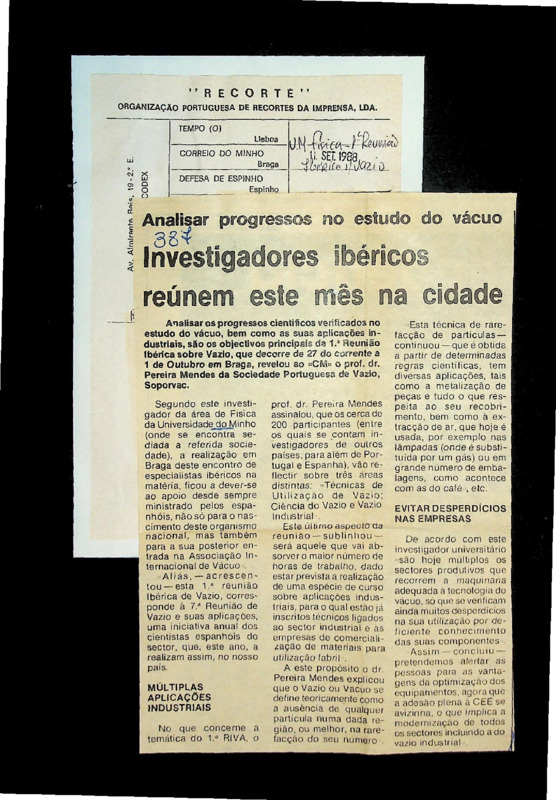 "RECORTE"
ORGANIZAÇÃO PORTUGUESA DE RECORTES DA IMPRENSA, LDA.
Av. Almirante Reis, 19-2.º E.
CODEX
TEMPO (O)
Lisboa
CORREIO DO MINHO
Braga
DEFESA DE ESPINHO
Espinho
U.M. Física - 1ª Reunião
SET. 1988
Ibérica Vazio
Analisar progressos no estudo do vácuo
387
Investigadores ibéricos
reúnem este mês na cidade
Analisar os progressos científicos verificados no
estudo do vácuo, bem como as suas aplicações in-
dustriais, são os objectivos principais da 1.ª Reunião
Ibérica sobre Vazio, que decorre de 27 do corrente a
1 de Outubro em Braga, revelou ao «CM» o prof. dr.
Pereira Mendes da Sociedade Portuguesa de Vazio,
Soporvac.
Segundo este investi-
gador da área de Física
da Universidade do Minho
(onde se encontra se-
diada a referida socie-
dade), a realização em
Braga deste encontro de
especialistas ibéricos na
matéria, ficou a dever-se
ao apoio desde sempre
ministrado pelos espa-
nhóis, não só para o nas-
cimento deste organismo
nacional, mas também
para a sua posterior en-
trada na Associação In-
ternacional de Vácuo.
-Aliás,-acrescen-
tou-esta 1.ª reunião
Ibérica de Vazio, corres-
ponde à 7.ª Reunião de
Vazio e suas aplicações,
uma iniciativa anual dos
cientistas espanhóis do
sector, que, este ano, a
realizam assim, no nosso
país.
MÚLTIPLAS
APLICAÇÕES
INDUSTRIAIS
No que concerne a
temática do 1.ª RIVA, o
prof. dr. Pereira Mendes
assinalou, que os cerca de
200 participantes (entre
os quais se contam in-
vestigadores de outros
países, para além de Por-
tugal e Espanha), vão re-
flectir sobre três áreas
distintas: «Técnicas de
Utilização de Vazio;
Ciência do Vazio e Vazio
Industrial.
Este último aspecto da
reunião-sublinhou-
será aquele que vai ab-
sorver o maior número de
horas de trabalho, dado
estar prevista a realização
de uma espécie de curso
sobre aplicações indus-
triais, para o qual estão já
inscritos técnicos ligados
ao sector industrial e às
empresas de comerciali-
zação de materiais para
utilização fabril.
A este propósito o dr.
Pereira Mendes explicou
que o Vazio ou Vácuo se
define teoricamente como
a ausência de qualquer
partícula numa dada re-
gião, ou melhor, na rare-
facção do seu número.
Esta técnica de rare-
facção de partículas-
continuou-que é obtida
a partir de determinadas
regras científicas, tem
diversas aplicações, tais
como a metalização de
peças e tudo o que res-
peita ao seu recobri-
mento, bem como à ex-
tracção de ar, que hoje é
usada, por exemplo nas
lâmpadas (onde é substi-
tuída por um gás) ou em
grande número de emba-
lagens, como acontece
com as do café, etc.
EVITAR DESPERDÍCIOS
NAS EMPRESAS
De acordo com este
investigador universitário
-são hoje múltiplos os
sectores produtivos que
recorrem a maquinaria
adequada à tecnologia do
vácuo, so que se verificam
ainda muitos desperdícios
na sua utilização por de-
ficiente conhecimento
das suas componentes.
Assim-concluiu-
pretendemos alertar as
pessoas para as vanta-
gens da optimização dos
equipamentos, agora que
a adesão plena à CEE se
avizinha, o que implica a
modernização de todos
os sectores incluindo a do
vazio industrial.